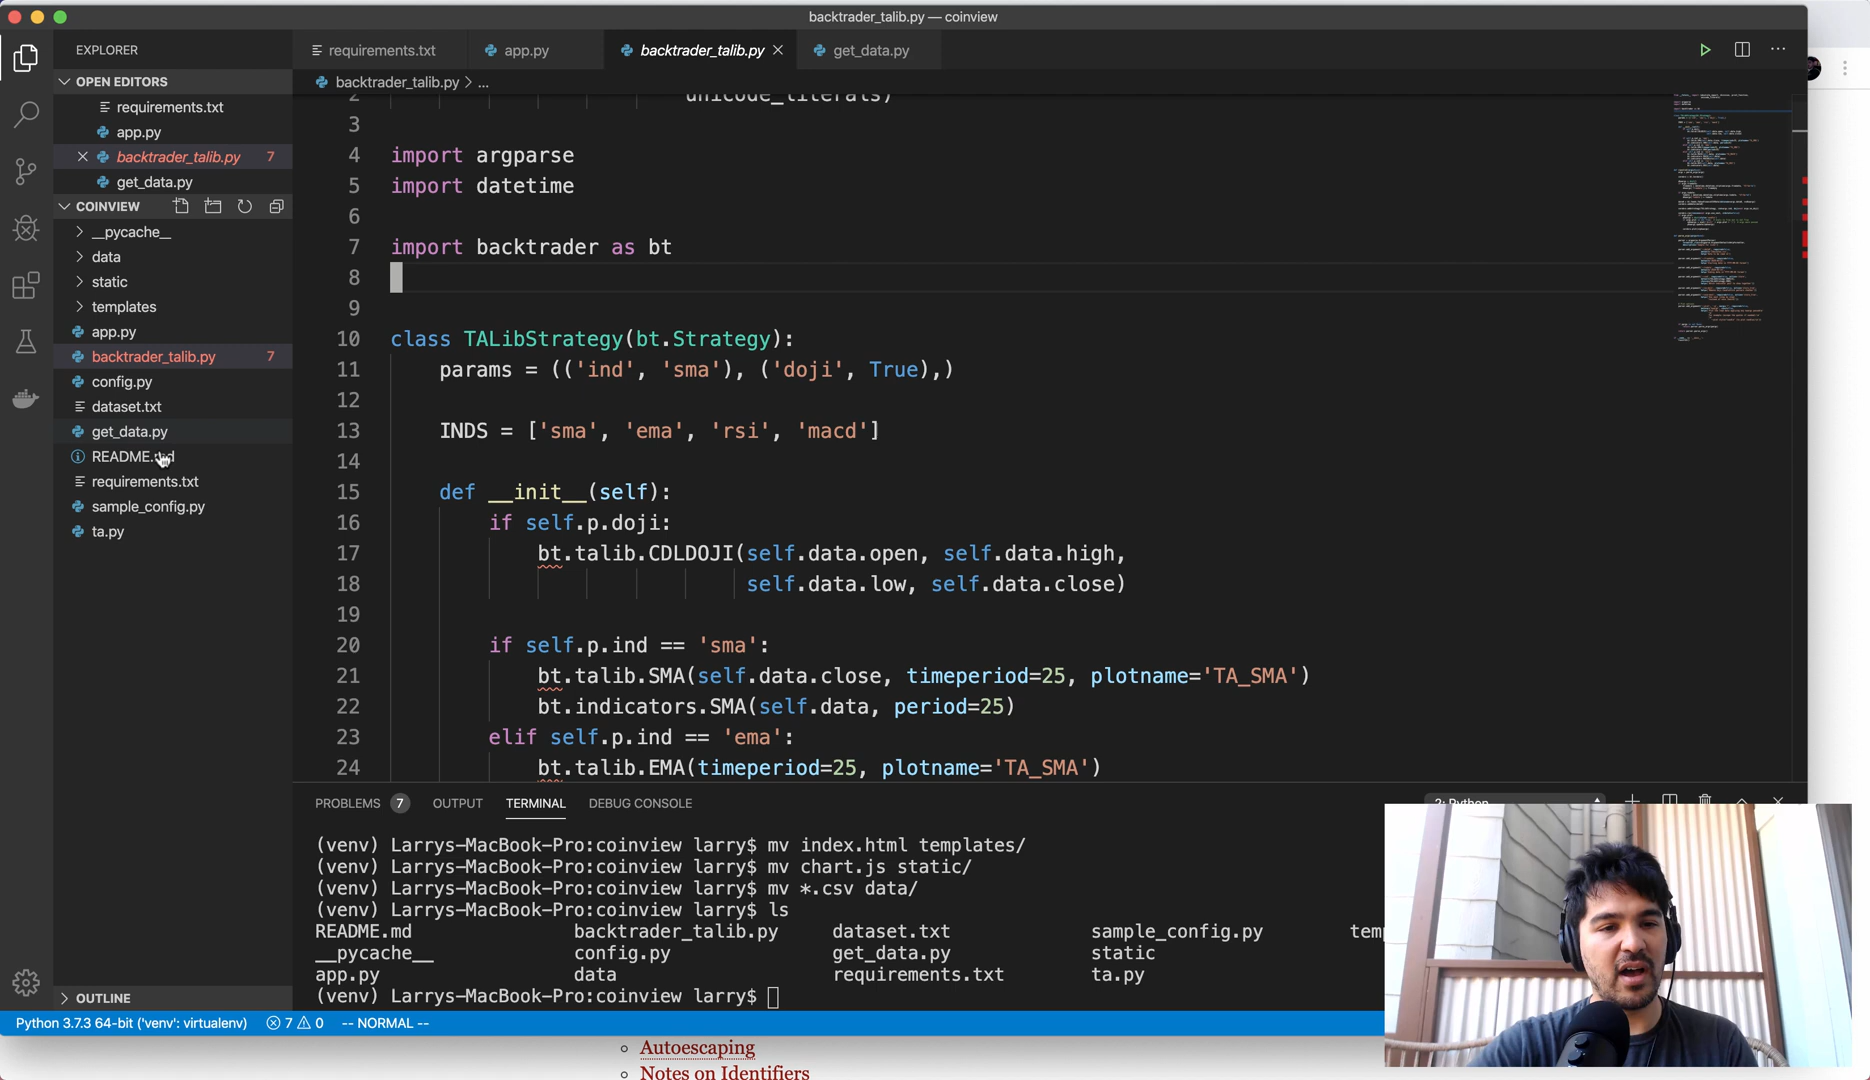 backtrader_talib.py — coinview
EXPLORER
requirements.txt
app.py
backtrader_talib.py
get_data.py
OPEN EDITORS
requirements.txt
app.py
backtrader_talib.py 7
get_data.py
COINVIEW
__pycache__
data
static
templates
app.py
backtrader_talib.py 7
config.py
dataset.txt
get_data.py
README.md
requirements.txt
sample_config.py
ta.py
OUTLINE
backtrader_talib.py > ...
2 unicode_literals)
3
4 import argparse
5 import datetime
6
7 import backtrader as bt
8
9
10 class TALibStrategy(bt.Strategy):
11 params = (('ind', 'sma'), ('doji', True),)
12
13 INDS = ['sma', 'ema', 'rsi', 'macd']
14
15 def __init__(self):
16 if self.p.doji:
17 bt.talib.CDLDOJI(self.data.open, self.data.high,
18 self.data.low, self.data.close)
19
20 if self.p.ind == 'sma':
21 bt.talib.SMA(self.data.close, timeperiod=25, plotname='TA_SMA')
22 bt.indicators.SMA(self.data, period=25)
23 elif self.p.ind == 'ema':
24 bt.talib.EMA(timeperiod=25, plotname='TA_SMA')
PROBLEMS 7 OUTPUT TERMINAL DEBUG CONSOLE 2: Python
(venv) Larrys-MacBook-Pro:coinview larry$ mv index.html templates/
(venv) Larrys-MacBook-Pro:coinview larry$ mv chart.js static/
(venv) Larrys-MacBook-Pro:coinview larry$ mv *.csv data/
(venv) Larrys-MacBook-Pro:coinview larry$ ls
README.md backtrader_talib.py dataset.txt sample_config.py temp
__pycache__ config.py get_data.py static
app.py data requirements.txt ta.py
(venv) Larrys-MacBook-Pro:coinview larry$
Python 3.7.3 64-bit ('venv': virtualenv) 7 0 -- NORMAL --
Autoescaping
Notes on Identifiers